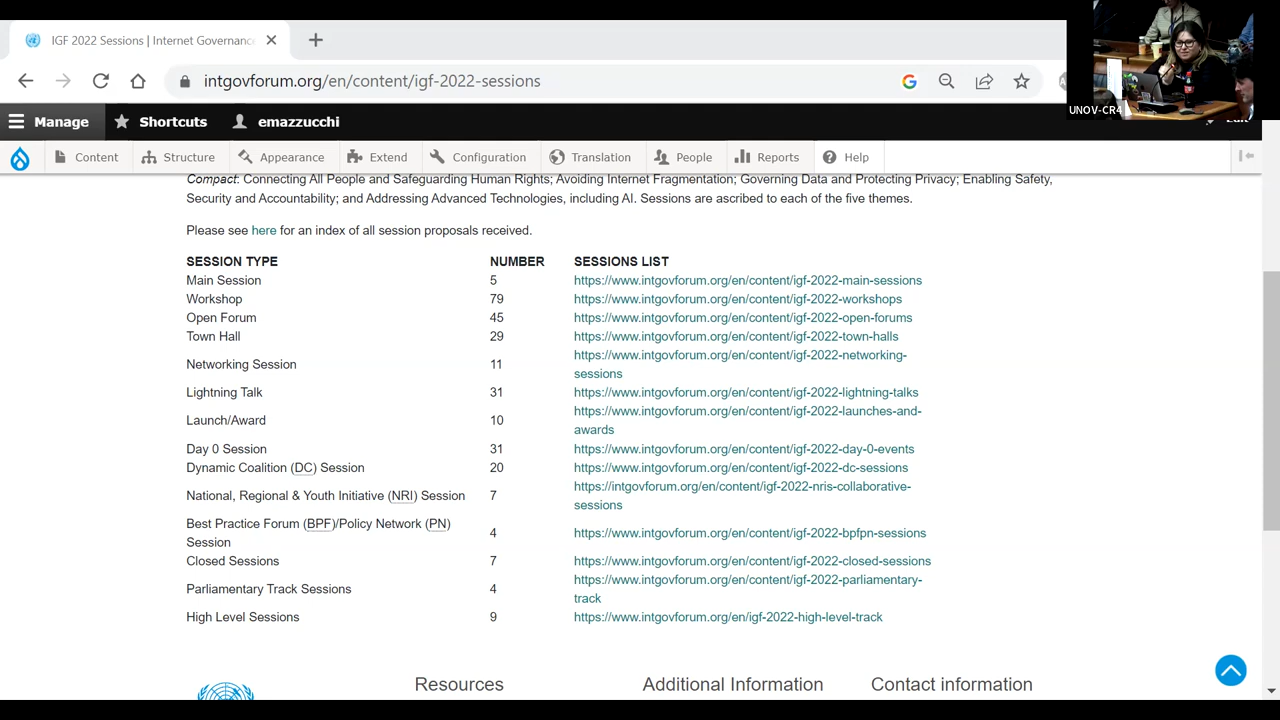 IGF 2022 Sessions | Internet Governanc
intgovforum.org/en/content/igf-2022-sessions
UNOV-CR4
Manage Shortcuts emazzucchi
Content Structure Appearance Extend Configuration Translation People Reports Help
Compact: Connecting All People and Safeguarding Human Rights; Avoiding Internet Fragmentation; Governing Data and Protecting Privacy; Enabling Safety,
Security and Accountability; and Addressing Advanced Technologies, including AI. Sessions are ascribed to each of the five themes.
Please see here for an index of all session proposals received.
SESSION TYPE NUMBER SESSIONS LIST
Main Session 5 https://www.intgovforum.org/en/content/igf-2022-main-sessions
Workshop 79 https://www.intgovforum.org/en/content/igf-2022-workshops
Open Forum 45 https://www.intgovforum.org/en/content/igf-2022-open-forums
Town Hall 29 https://www.intgovforum.org/en/content/igf-2022-town-halls
Networking Session 11 https://www.intgovforum.org/en/content/igf-2022-networking-
sessions
Lightning Talk 31 https://www.intgovforum.org/en/content/igf-2022-lightning-talks
Launch/Award 10 https://www.intgovforum.org/en/content/igf-2022-launches-and-
awards
Day 0 Session 31 https://www.intgovforum.org/en/content/igf-2022-day-0-events
Dynamic Coalition (DC) Session 20 https://www.intgovforum.org/en/content/igf-2022-dc-sessions
National, Regional & Youth Initiative (NRI) Session 7 https://intgovforum.org/en/content/igf-2022-nris-collaborative-
sessions
Best Practice Forum (BPF)/Policy Network (PN)
Session 4 https://www.intgovforum.org/en/content/igf-2022-bpfpn-sessions
Closed Sessions 7 https://www.intgovforum.org/en/content/igf-2022-closed-sessions
Parliamentary Track Sessions 4 https://www.intgovforum.org/en/content/igf-2022-parliamentary-
track
High Level Sessions 9 https://www.intgovforum.org/en/igf-2022-high-level-track
Resources Additional Information Contact information